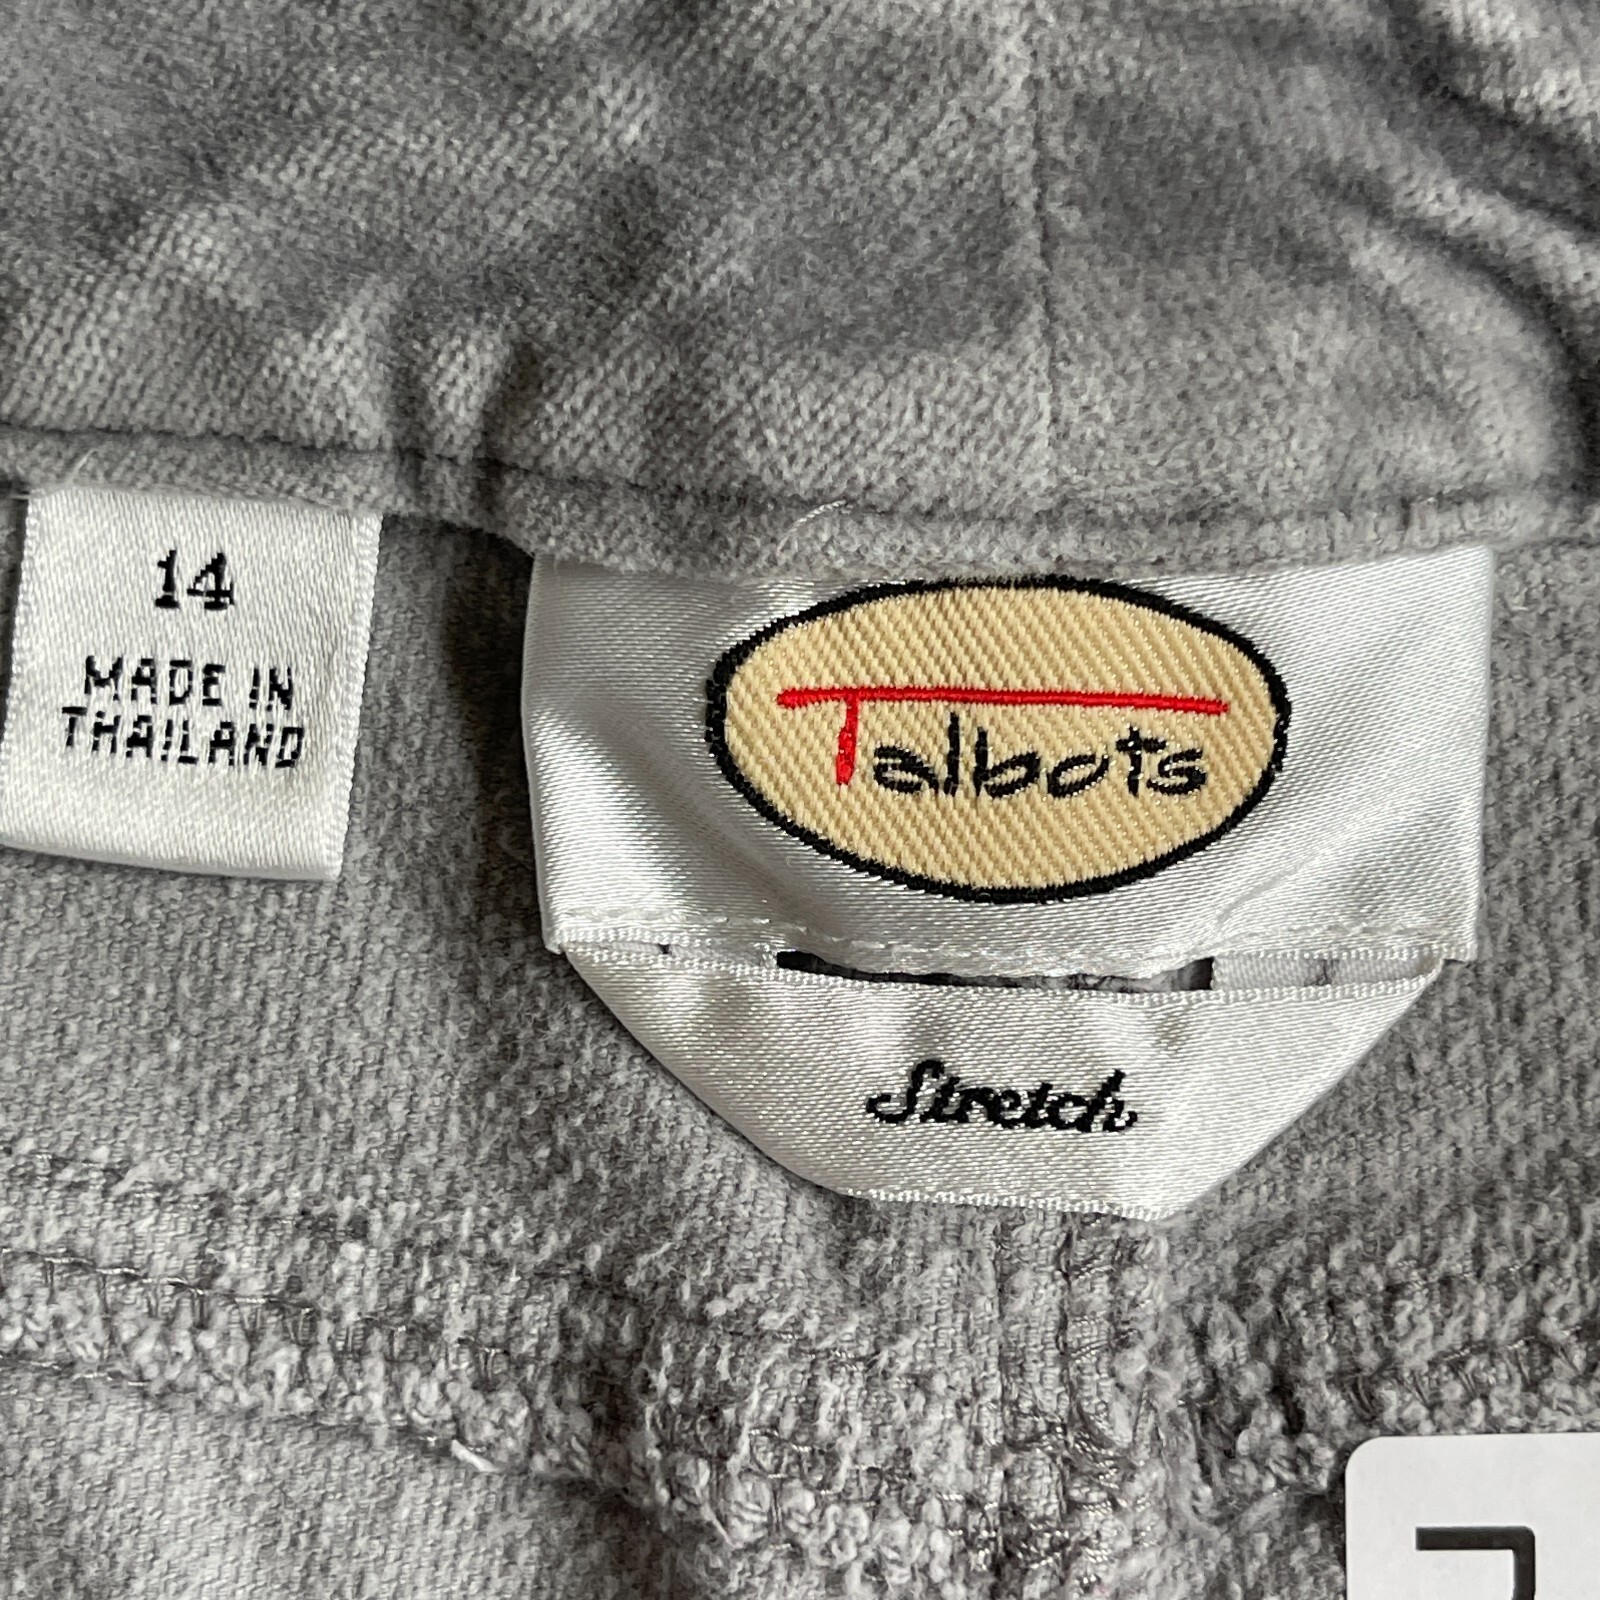 14
MADE IN
THAILAND
Talbots
Stretch